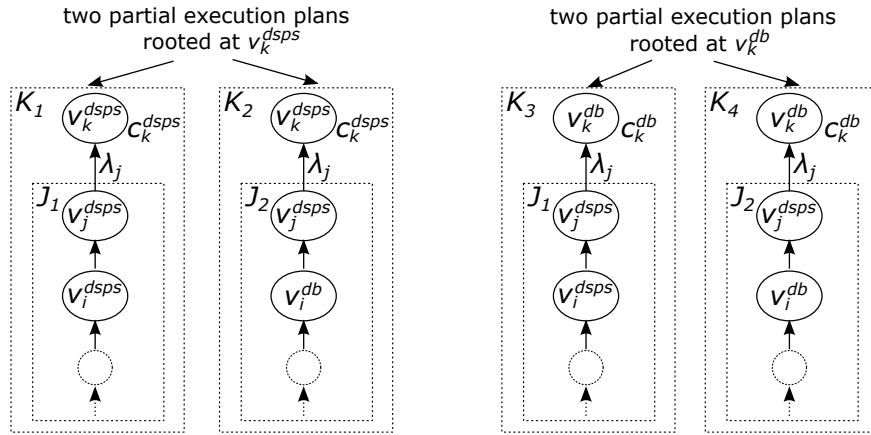 two partial execution plans
rooted at v_k^{dsps}
two partial execution plans
rooted at v_k^{db}
K_1
v_k^{dsps}
c_k^{dsps}
λ_j
J_1
v_j^{dsps}
v_i^{dsps}
K_2
v_k^{dsps}
c_k^{dsps}
λ_j
J_2
v_j^{dsps}
v_i^{db}
K_3
v_k^{db}
c_k^{db}
λ_j
J_1
v_j^{dsps}
v_i^{dsps}
K_4
v_k^{db}
c_k^{db}
λ_j
J_2
v_j^{dsps}
v_i^{db}